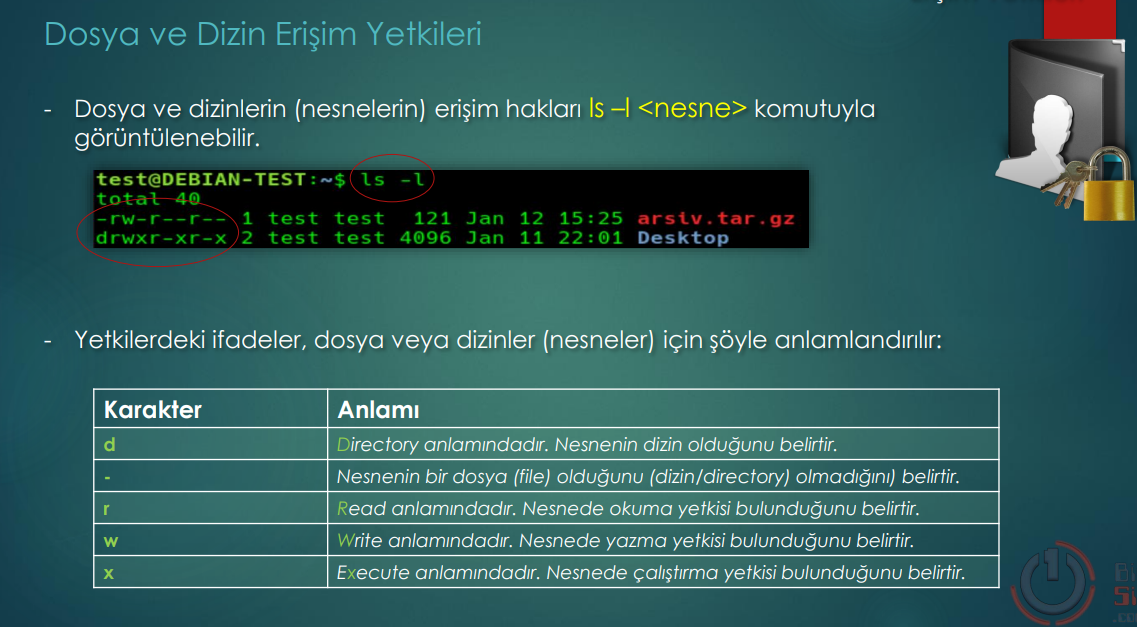 Dosya ve Dizin Erişim Yetkileri
- Dosya ve dizinlerin (nesnelerin) erişim hakları ls –l <nesne> komutuyla
görüntülenebilir.
test@DEBIAN-TEST:~$ ls -l
total 40
-rw-r--r-- 1 test test 121 Jan 12 15:25 arsiv.tar.gz
drwxr-xr-x 2 test test 4096 Jan 11 22:01 Desktop
- Yetkilerdeki ifadeler, dosya veya dizinler (nesneler) için şöyle anlamlandırılır:
Karakter Anlamı
d Directory anlamındadır. Nesnenin dizin olduğunu belirtir.
- Nesnenin bir dosya (file) olduğunu (dizin/directory) olmadığını) belirtir.
r Read anlamındadır. Nesnede okuma yetkisi bulunduğunu belirtir.
w Write anlamındadır. Nesnede yazma yetkisi bulunduğunu belirtir.
x Execute anlamındadır. Nesnede çalıştırma yetkisi bulunduğunu belirtir.